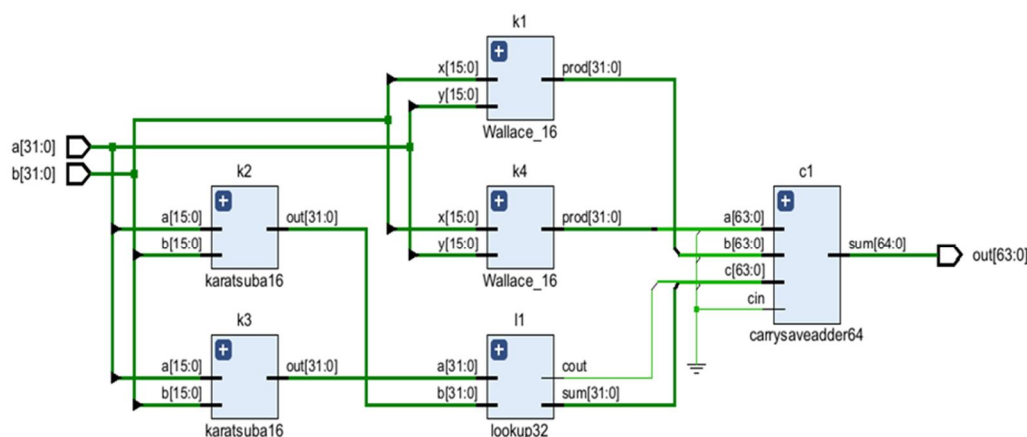 k1
x[15:0]
prod[31:0]
y[15:0]
Wallace_16
a[31:0]
b[31:0]
k2
a[15:0]
out[31:0]
b[15:0]
karatsuba16
k4
x[15:0]
prod[31:0]
y[15:0]
Wallace_16
c1
a[63:0]
b[63:0]
sum[64:0]
c[63:0]
cin
carrysaveadder64
out[63:0]
k3
a[15:0]
out[31:0]
b[15:0]
karatsuba16
l1
a[31:0]
cout
b[31:0]
sum[31:0]
lookup32